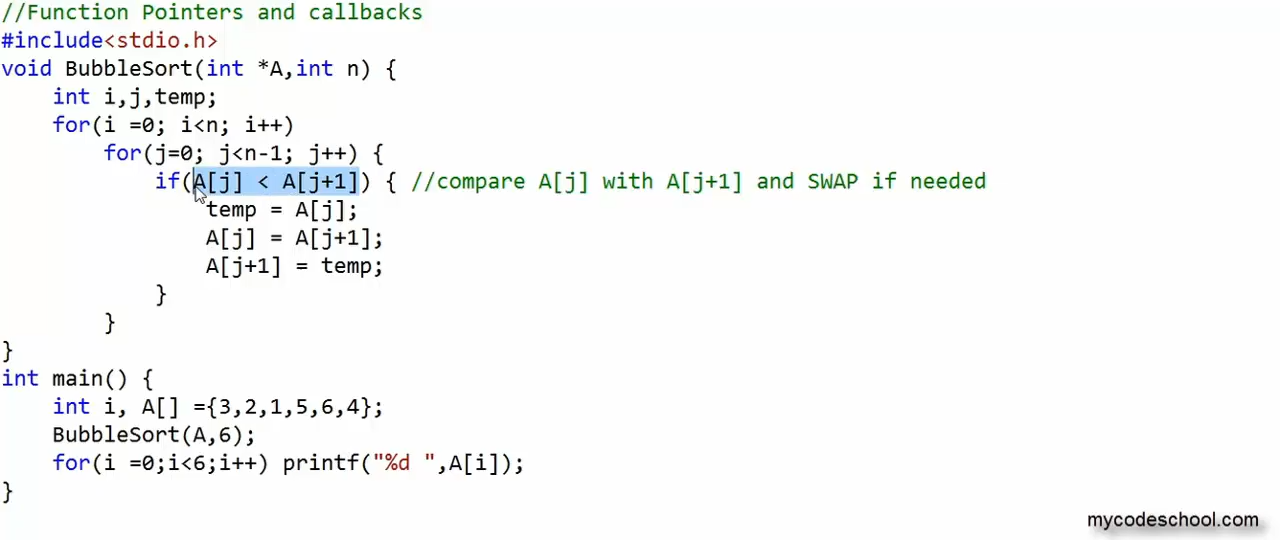 //Function Pointers and callbacks
#include<stdio.h>
void BubbleSort(int *A,int n) {
    int i,j,temp;
    for(i =0; i<n; i++)
        for(j=0; j<n-1; j++) {
            if(A[j] < A[j+1]) { //compare A[j] with A[j+1] and SWAP if needed
                temp = A[j];
                A[j] = A[j+1];
                A[j+1] = temp;
            }
        }
}
int main() {
    int i, A[] ={3,2,1,5,6,4};
    BubbleSort(A,6);
    for(i =0;i<6;i++) printf("%d ",A[i]);
}
mycodeschool.com